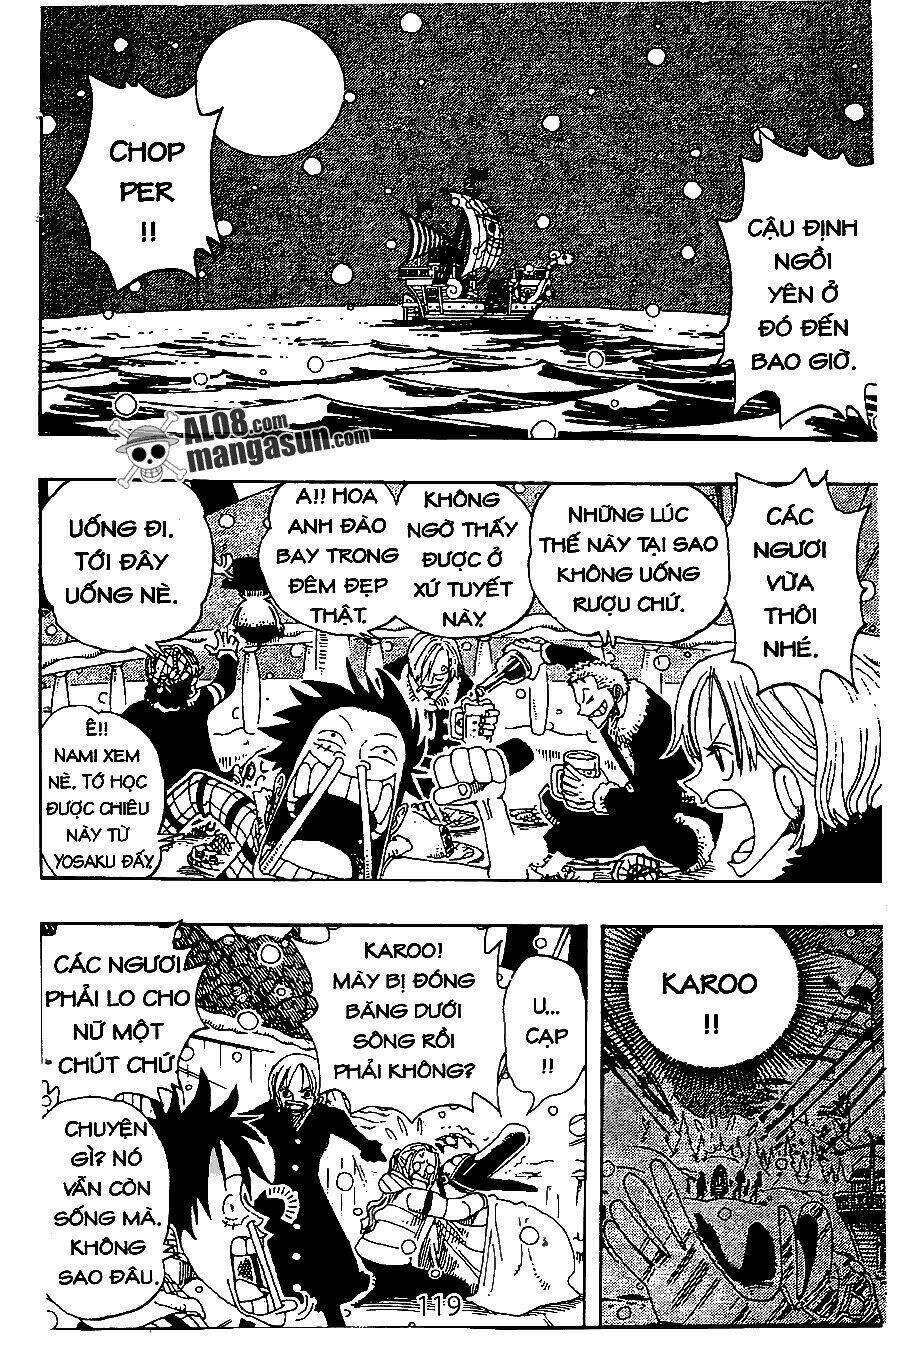 CHOP
PER
!!
CẬU ĐỊNH
NGỒI
YÊN Ở
ĐÓ ĐẾN
BAO GIỜ.
ALO8.com
mangasun.com
UỐNG ĐI.
TỚI ĐÂY
UỐNG NÈ.
A!! HOA
ANH ĐÀO
BAY TRONG
ĐÊM ĐẸP
THẬT.
KHÔNG
NGỜ THẤY
ĐƯỢC Ở
XỨ TUYẾT
NÀY.
NHỮNG LÚC
THẾ NÀY TẠI SAO
KHÔNG UỐNG
RƯỢU CHỨ.
CÁC
NGƯƠI
VỪA
THÔI
NHÉ.
Ê!!
NAMI XEM
NÈ. TỚ HỌC
ĐƯỢC CHIÊU
NÀY TỪ
YOSAKU ĐẤY.
CÁC NGƯƠI
PHẢI LO CHO
NỮ MỘT
CHÚT CHỨ
KAROO!
MÀY BỊ ĐÓNG
BĂNG DƯỚI
SÔNG RỒI
PHẢI KHÔNG?
U...
CẠP
!!
KAROO
!!
CHUYỆN
GÌ? NÓ
VẪN CÒN
SỐNG MÀ.
KHÔNG
SAO ĐÂU.
119